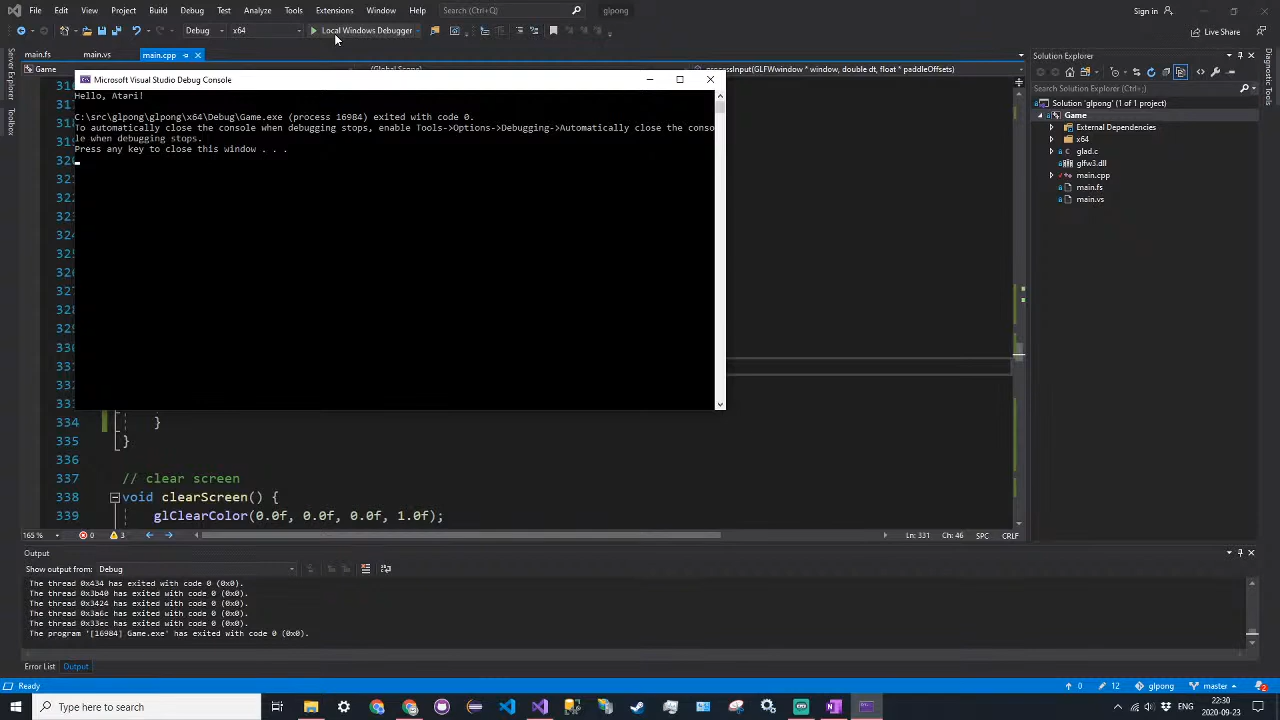 File Edit View Project Build Debug Test Analyze Tools Extensions Window Help Search (Ctrl+Q) glpong Sign in
Debug x64 Local Windows Debugger Live Share
main.fs main.vs main.cpp Solution Explorer
Game processInput(GLFWwindow * window, double dt, float * paddleOffsets)
Microsoft Visual Studio Debug Console
Hello, Atari!
C:\src\glpong\x64\Debug\Game.exe (process 16984) exited with code 0.
To automatically close the console when debugging stops, enable Tools->Options->Debugging->Automatically close the conso
le when debugging stops.
Press any key to close this window . . .
Search Solution Explorer (Ctrl+;)
Solution 'glpong' (1 of 1 project)
Game
External Dependencies
x64
glad.c
glfw3.dll
main.cpp
main.fs
main.vs
Server Explorer
Toolbox
Diagnostic Tools
334 }
335 }
336
337 // clear screen
338 void clearScreen() {
339 glClearColor(0.0f, 0.0f, 0.0f, 1.0f);
165 % 0 3 Ln: 331 Ch: 46 SPC CRLF
Output
Show output from: Debug
The thread 0x434 has exited with code 0 (0x0).
The thread 0x3b40 has exited with code 0 (0x0).
The thread 0x3424 has exited with code 0 (0x0).
The thread 0x3a6c has exited with code 0 (0x0).
The thread 0x33ec has exited with code 0 (0x0).
The program '[16984] Game.exe' has exited with code 0 (0x0).
Error List Output
Ready 0 12 glpong master 2
Type here to search
22:30
2020-09-23